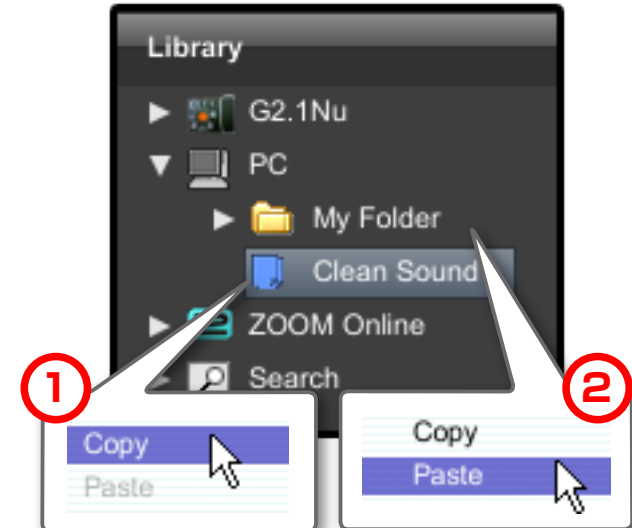 Library
G2.1Nu
PC
My Folder
Clean Sound
ZOOM Online
Search
1
2
Copy
Paste
Copy
Paste